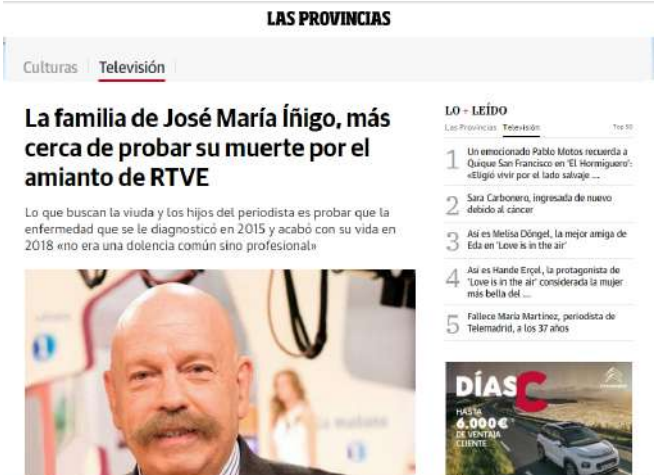 LAS PROVINCIAS
Culturas
Televisión
La familia de José María Íñigo, más
cerca de probar su muerte por el
amianto de RTVE
Lo que buscan la viuda y los hijos del periodista es probar que la
enfermedad que se le diagnosticó en 2015 y acabó con su vida en
2018 «no era una dolencia común sino profesional»
LO + LEÍDO
Las Provincias Televisión Top 50
1 Un emocionado Pablo Motos recuerda a
Quique San Francisco en 'El Hormiguero':
«Eligió vivir por el lado salvaje ...
2 Sara Carbonero, ingresada de nuevo
debido al cáncer
3 Así es Melisa Döngel, la mejor amiga de
Eda en 'Love is in the air'
4 Así es Hande Erçel, la protagonista de
'Love is in the air' considerada la mujer
más bella del ...
5 Fallece María Martínez, periodista de
Telemadrid, a los 37 años
DÍAS C
HASTA
6.000€
DE VENTAJA
CLIENTE